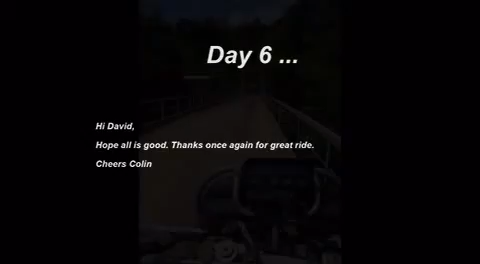 Day 6 ...
Hi David,
Hope all is good. Thanks once again for great ride.
Cheers Colin